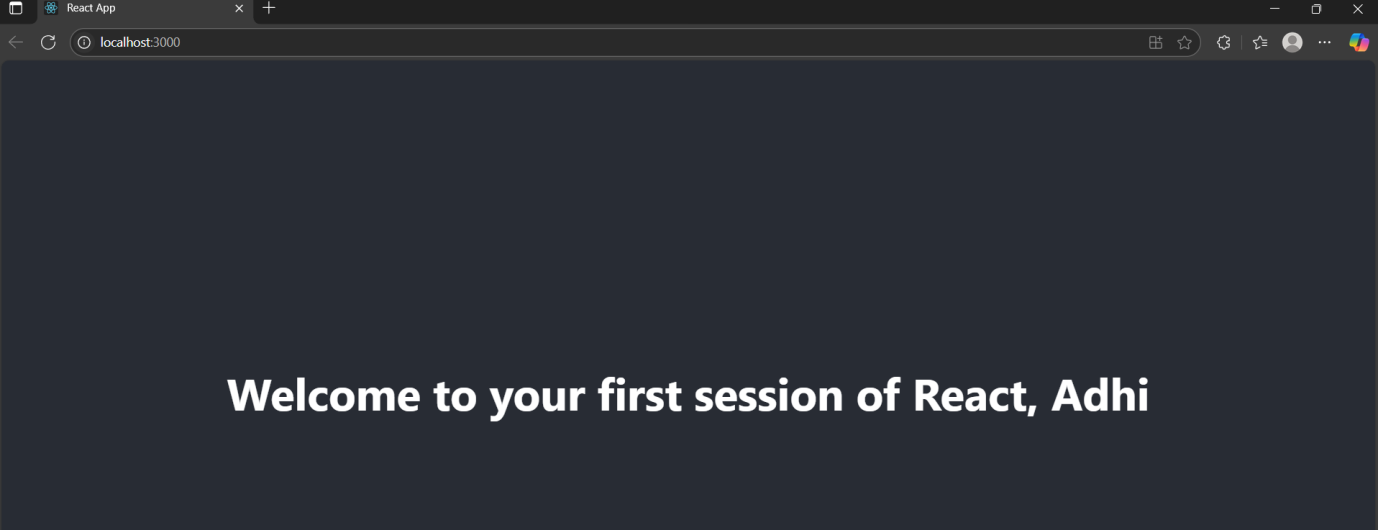 React App
localhost:3000
Welcome to your first session of React, Adhi